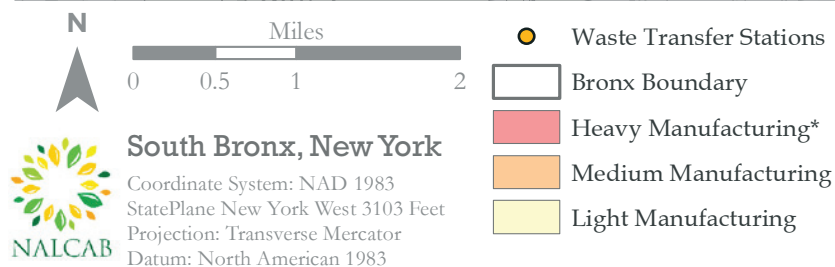 N
Miles
0 0.5 1 2
South Bronx, New York
Coordinate System: NAD 1983
StatePlane New York West 3103 Feet
Projection: Transverse Mercator
Datum: North American 1983
NALCAB
Waste Transfer Stations
Bronx Boundary
Heavy Manufacturing*
Medium Manufacturing
Light Manufacturing